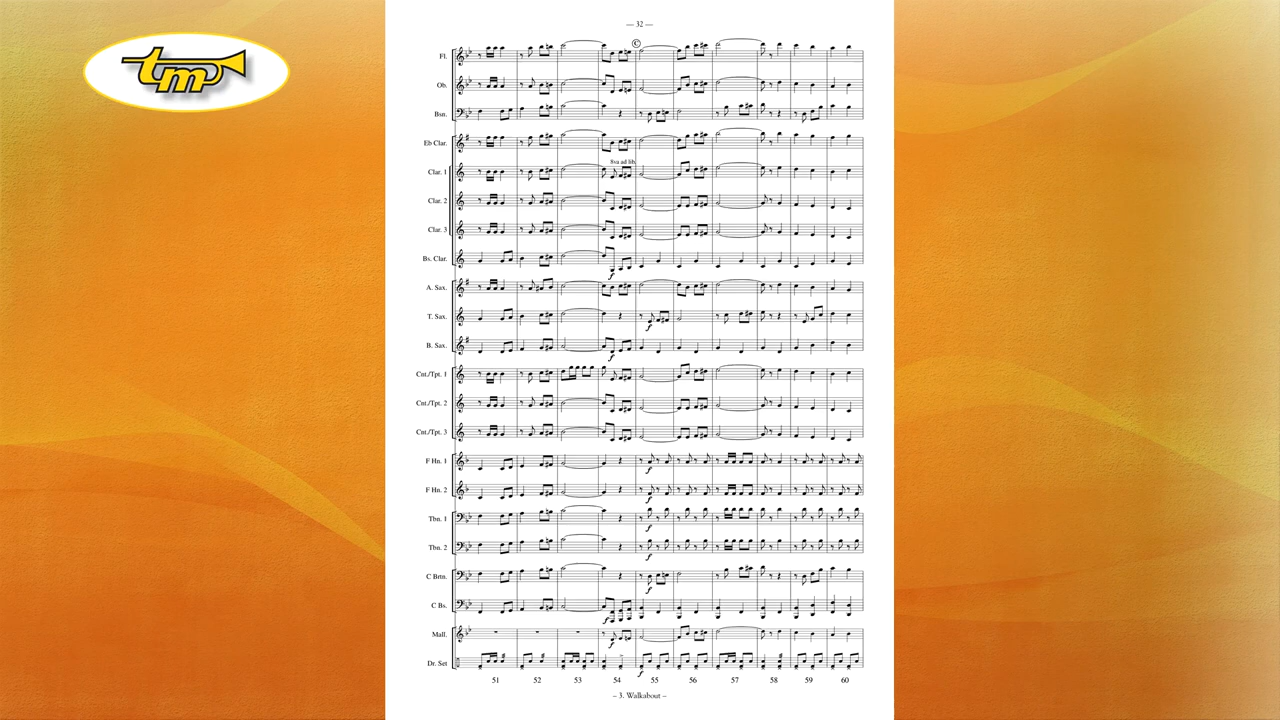 — 32 —
tm
C
Fl.
Ob.
Bsn.
Eb Clar.
8va ad lib.
Clar. 1
Clar. 2
Clar. 3
Bs. Clar.
f
A. Sax.
T. Sax.
f
B. Sax.
f
Cnt./Tpt. 1
Cnt./Tpt. 2
Cnt./Tpt. 3
F Hn. 1
f
F Hn. 2
f
Tbn. 1
f
Tbn. 2
f
C Brtn.
f
C Bs.
f
Mall.
f
Dr. Set
f
51 52 53 54 55 56 57 58 59 60
– 3. Walkabout –